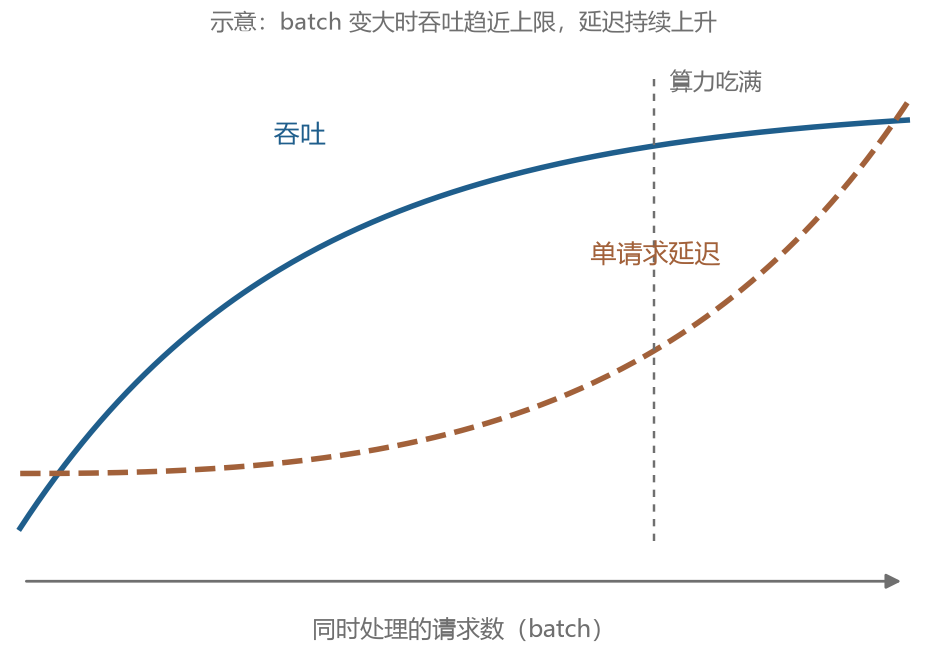 示意：batch 变大时吞吐趋近上限，延迟持续上升
算力吃满
吞吐
单请求延迟
同时处理的请求数（batch）